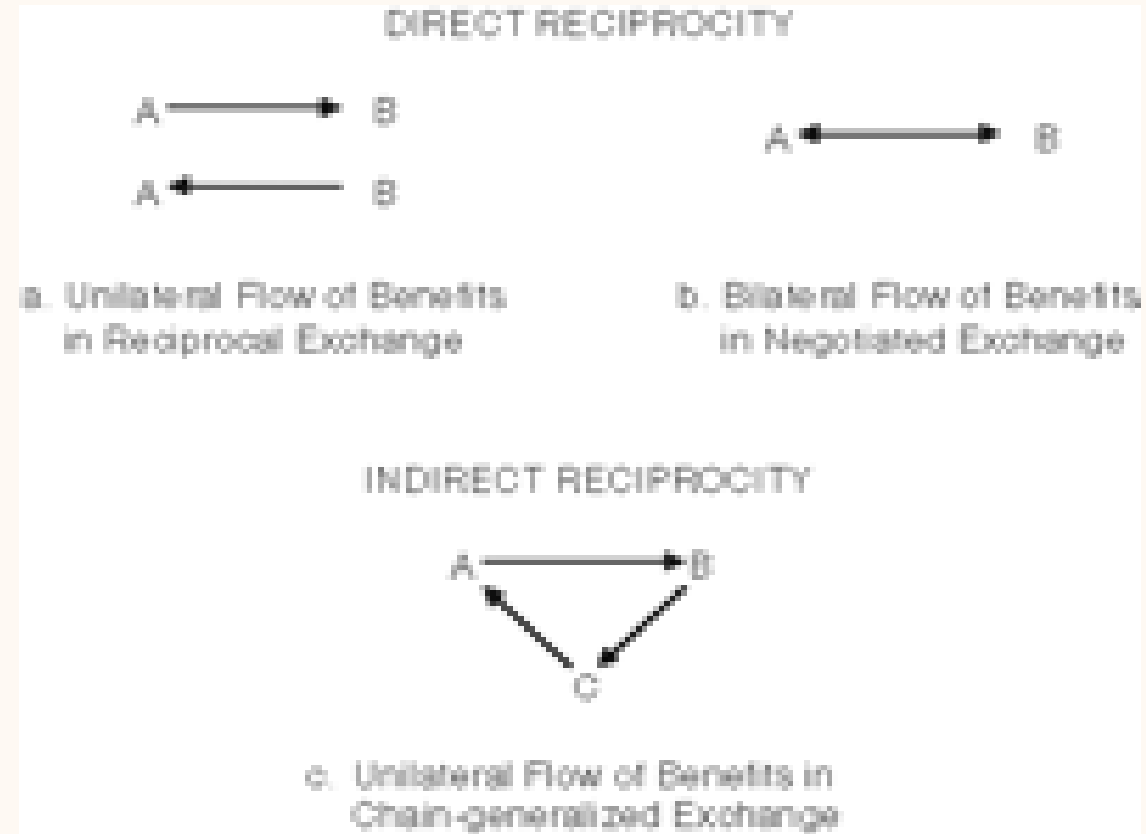 DIRECT RECIPROCITY
A B
A B
A B
a. Unilateral Flow of Benefits
in Reciprocal Exchange
b. Bilateral Flow of Benefits
in Negotiated Exchange
INDIRECT RECIPROCITY
A B
C
c. Unilateral Flow of Benefits in
Chain-generalized Exchange